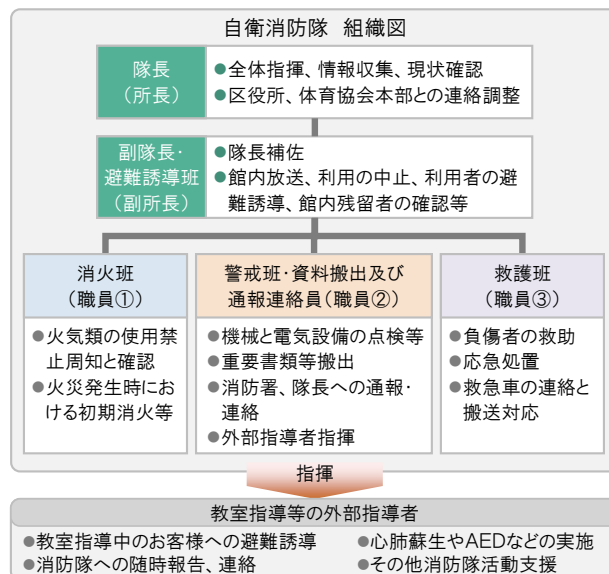 自衛消防隊 組織図
隊長
（所長）
●全体指揮、情報収集、現状確認
●区役所、体育協会本部との連絡調整
副隊長・
避難誘導班
（副所長）
●隊長補佐
●館内放送、利用の中止、利用者の避
難誘導、館内残留者の確認等
消火班
（職員①）
●火気類の使用禁
止周知と確認
●火災発生時にお
ける初期消火等
警戒班・資料搬出及び
通報連絡員（職員②）
●機械と電気設備の点検等
●重要書類等搬出
●消防署、隊長への通報・
連絡
●外部指導者指揮
救護班
（職員③）
●負傷者の救助
●応急処置
●救急車の連絡と
搬送対応
指揮
教室指導等の外部指導者
●教室指導中のお客様への避難誘導
●消防隊への随時報告、連絡
●心肺蘇生やAEDなどの実施
●その他消防隊活動支援